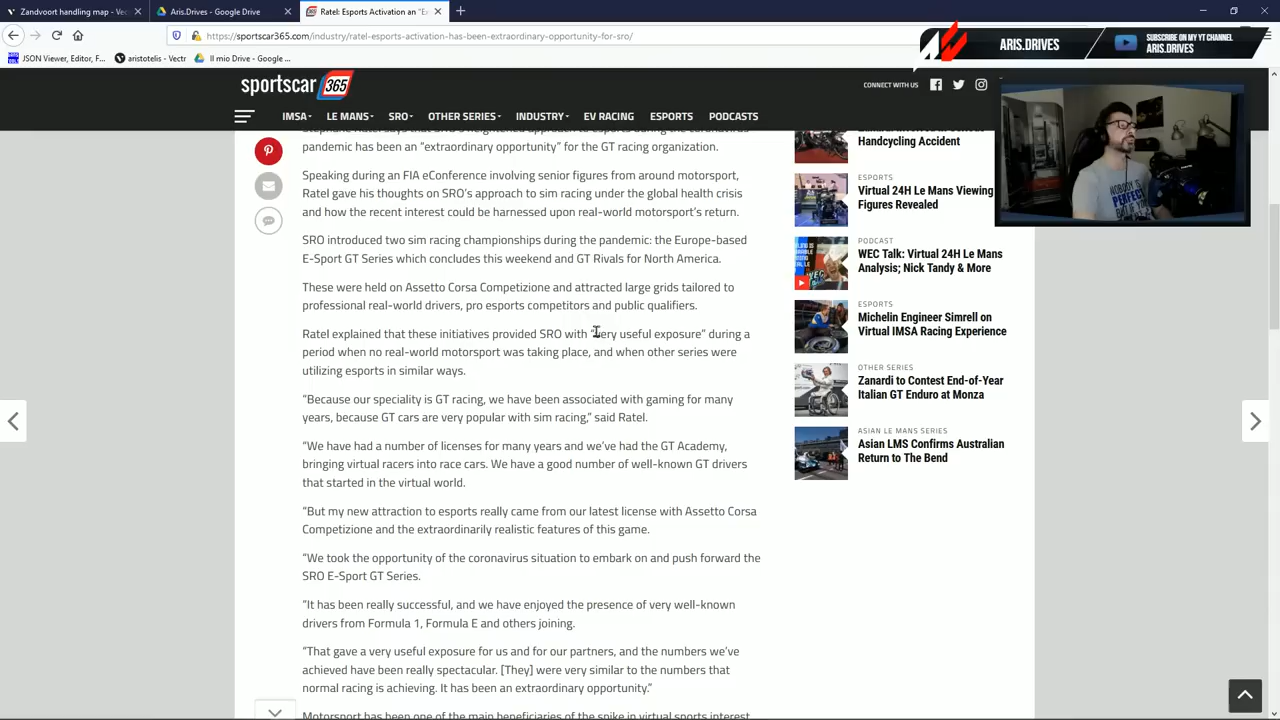 Zandvoort handling map - Ve
Aris.Drives - Google Drive
Ratel: Esports Activation an "Ex
https://sportscar365.com/industry/ratel-esports-activation-has-been-extraordinary-opportunity-for-sro/
JSON Viewer, Editor, F...
aristotelis - Vectr
Il mio Drive - Google ...
ARIS.DRIVES
SUBSCRIBE ON MY YT CHANNEL
ARIS.DRIVES
sportscar 365
CONNECT WITH US
IMSA
LE MANS
SRO
OTHER SERIES
INDUSTRY
EV RACING
ESPORTS
PODCASTS
pandemic has been an “extraordinary opportunity” for the GT racing organization.
Speaking during an FIA eConference involving senior figures from around motorsport,
Ratel gave his thoughts on SRO’s approach to sim racing under the global health crisis
and how the recent interest could be harnessed upon real-world motorsport’s return.
SRO introduced two sim racing championships during the pandemic: the Europe-based
E-Sport GT Series which concludes this weekend and GT Rivals for North America.
These were held on Assetto Corsa Competizione and attracted large grids tailored to
professional real-world drivers, pro esports competitors and public qualifiers.
Ratel explained that these initiatives provided SRO with “very useful exposure” during a
period when no real-world motorsport was taking place, and when other series were
utilizing esports in similar ways.
“Because our speciality is GT racing, we have been associated with gaming for many
years, because GT cars are very popular with sim racing,” said Ratel.
“We have had a number of licenses for many years and we’ve had the GT Academy,
bringing virtual racers into race cars. We have a good number of well-known GT drivers
that started in the virtual world.
“But my new attraction to esports really came from our latest license with Assetto Corsa
Competizione and the extraordinarily realistic features of this game.
“We took the opportunity of the coronavirus situation to embark on and push forward the
SRO E-Sport GT Series.
“It has been really successful, and we have enjoyed the presence of very well-known
drivers from Formula 1, Formula E and others joining.
“That gave a very useful exposure for us and for our partners, and the numbers we’ve
achieved have been really spectacular. [They] were very similar to the numbers that
normal racing is achieving. It has been an extraordinary opportunity.”
Motorsport has been one of the main beneficiaries of the spike in virtual sports interest
Handcycling Accident
ESPORTS
Virtual 24H Le Mans Viewing
Figures Revealed
PODCAST
WEC Talk: Virtual 24H Le Mans
Analysis; Nick Tandy & More
ESPORTS
Michelin Engineer Simrell on
Virtual IMSA Racing Experience
OTHER SERIES
Zanardi to Contest End-of-Year
Italian GT Enduro at Monza
ASIAN LE MANS SERIES
Asian LMS Confirms Australian
Return to The Bend